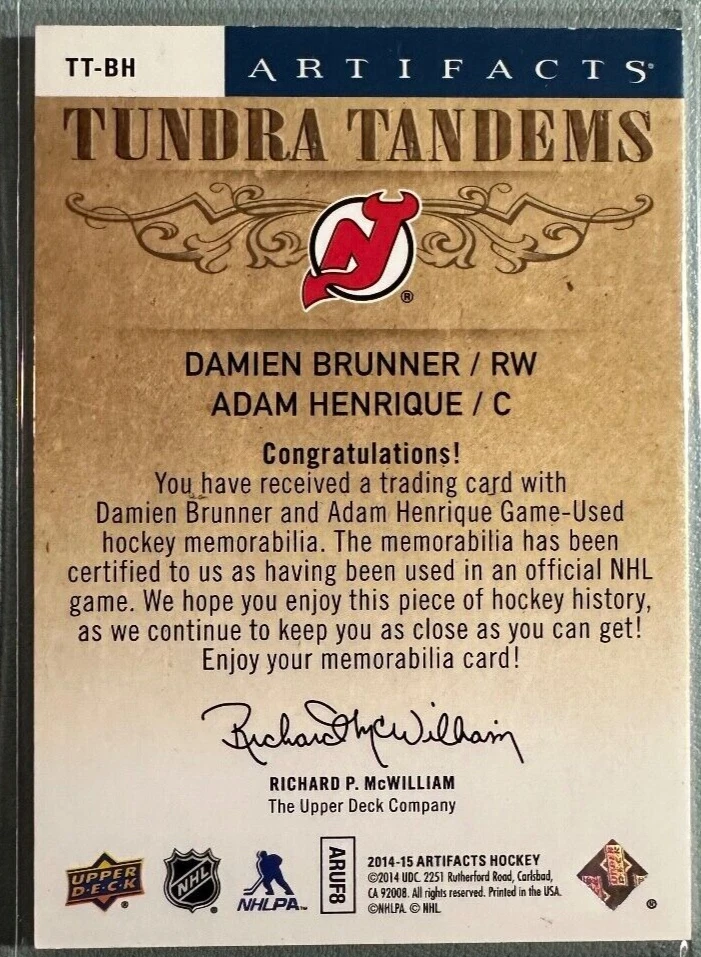 TT-BH
ARTIFACTS
TUNDRA TANDEMS
NJ ®
DAMIEN BRUNNER / RW
ADAM HENRIQUE / C
Congratulations!
You have received a trading card with
Damien Brunner and Adam Henrique Game-Used
hockey memorabilia. The memorabilia has been
certified to us as having been used in an official NHL
game. We hope you enjoy this piece of hockey history,
as we continue to keep you as close as you can get!
Enjoy your memorabilia card!
Richard P. McWilliam
RICHARD P. McWILLIAM
The Upper Deck Company
UPPER DECK ®
NHL
NHLPA™
ARUF8
2014-15 ARTIFACTS HOCKEY
©2014 UDC. 2251 Rutherford Road, Carlsbad,
CA 92008. All rights reserved. Printed in the USA.
©NHLPA. © NHL
®